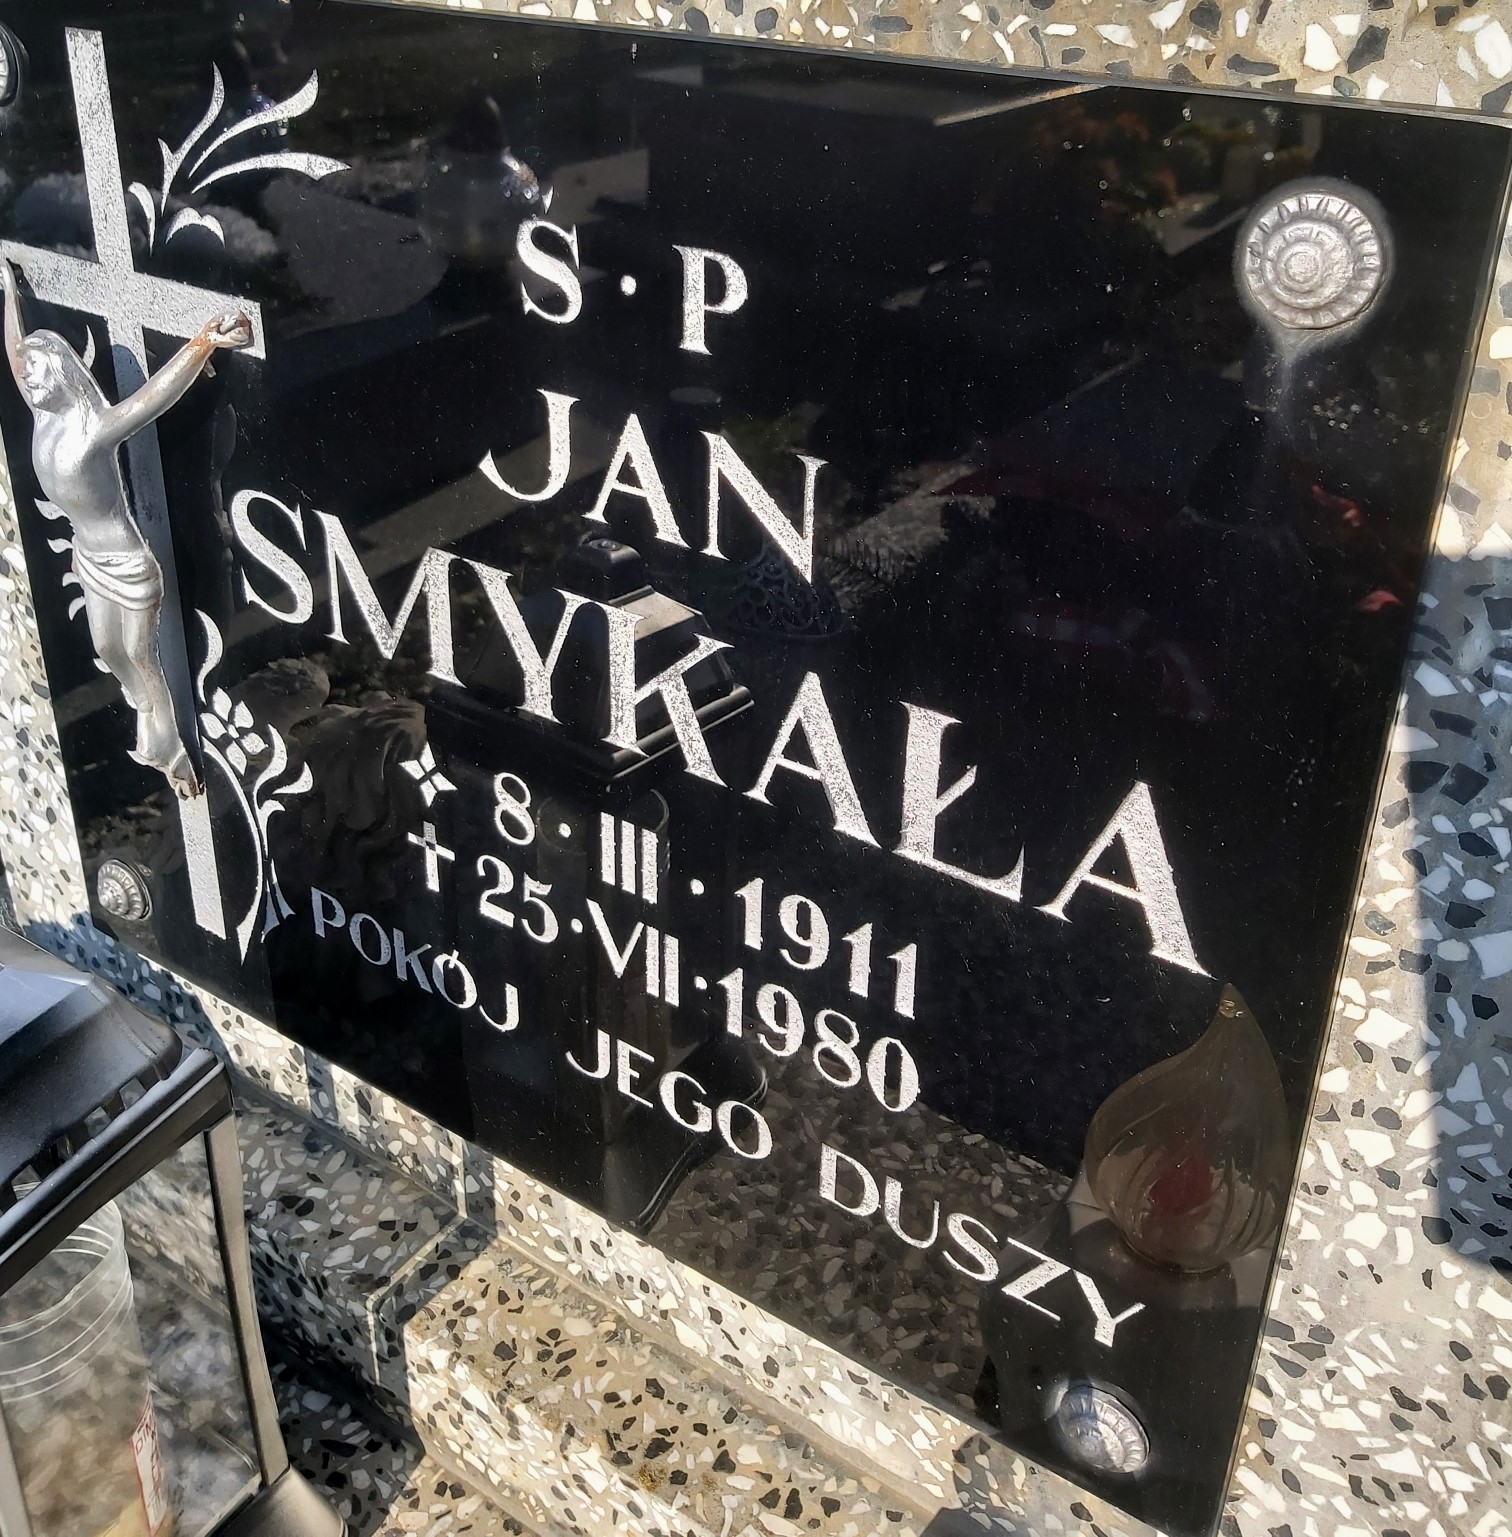 Ś·P
JAN
SMYKAŁA
8·III·1911
25·VII·1980
POKÓJ JEGO DUSZY